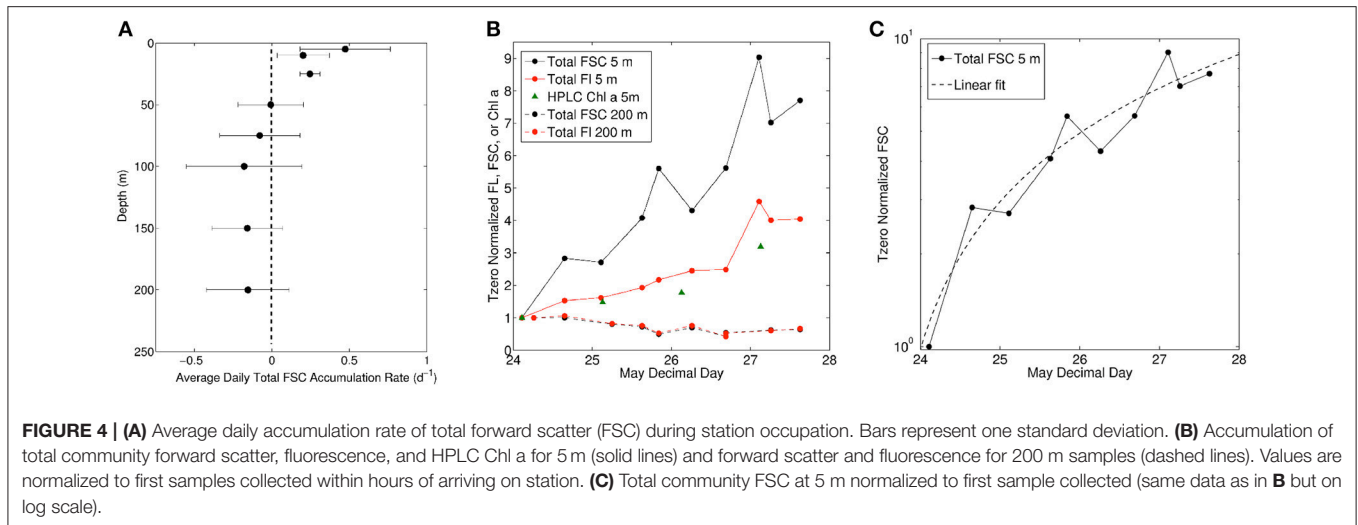 A
0
50
100
150
200
250
Depth (m)
−0.5
0
0.5
1
Average Daily Total FSC Accumulation Rate (d⁻¹)
B
9
8
7
6
5
4
3
2
1
0
Tzero Normalized FL, FSC, or Chl a
Total FSC 5 m
Total Fl 5 m
HPLC Chl a 5m
Total FSC 200 m
Total Fl 200 m
24
25
26
27
28
May Decimal Day
C
10¹
10⁰
Tzero Normalized FSC
Total FSC 5 m
Linear fit
24
25
26
27
28
May Decimal Day
FIGURE 4 | (A) Average daily accumulation rate of total forward scatter (FSC) during station occupation. Bars represent one standard deviation. (B) Accumulation of
total community forward scatter, fluorescence, and HPLC Chl a for 5 m (solid lines) and forward scatter and fluorescence for 200 m samples (dashed lines). Values are
normalized to first samples collected within hours of arriving on station. (C) Total community FSC at 5 m normalized to first sample collected (same data as in B but on
log scale).